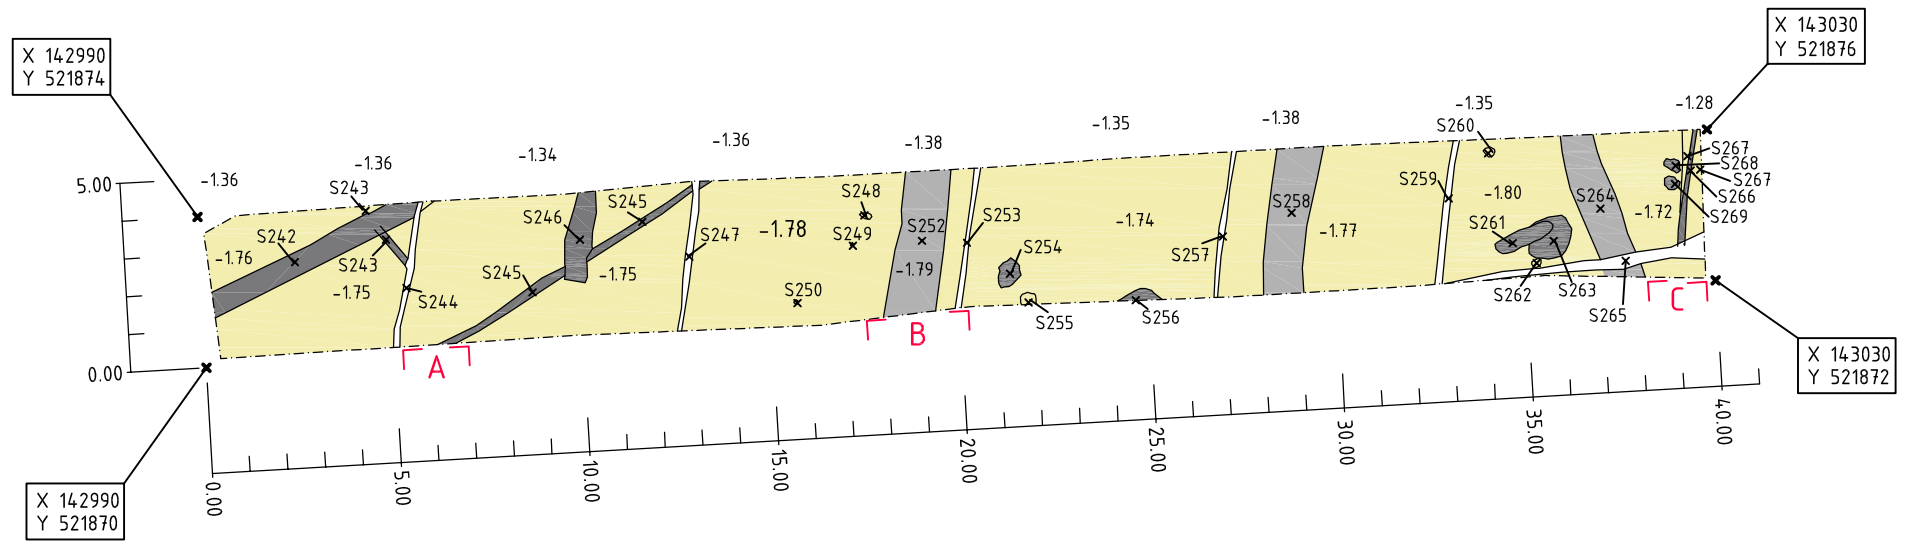 X 142990
Y 521874
X 143030
Y 521876
-1.36
-1.36
-1.34
-1.36
-1.38
-1.35
-1.38
-1.35
-1.28
5.00
0.00
S243
S242
-1.76
S243
-1.75
S244
S245
S246
S245
-1.75
S247
-1.78
S248
S249
S250
S252
-1.79
S253
S254
S255
-1.74
S256
S257
S258
-1.77
S259
S260
-1.80
S261
S262
S263
S264
S265
-1.72
S267
S268
S267
S266
S269
A
B
C
X 142990
Y 521870
X 143030
Y 521872
0.00
5.00
10.00
15.00
20.00
25.00
30.00
35.00
40.00